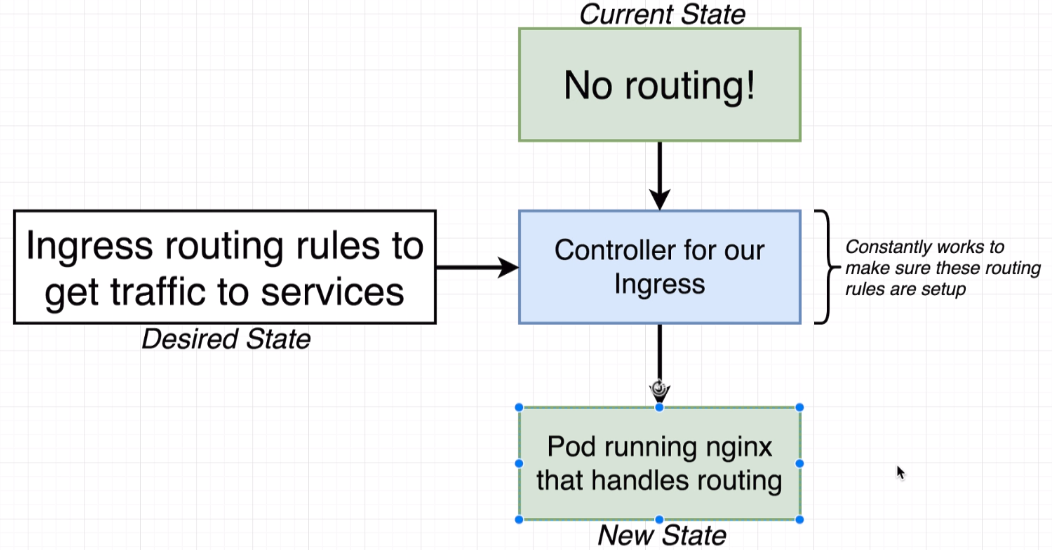 Current State
No routing!
Ingress routing rules to
get traffic to services
Desired State
Controller for our
Ingress
Constantly works to
make sure these routing
rules are setup
Pod running nginx
that handles routing
New State